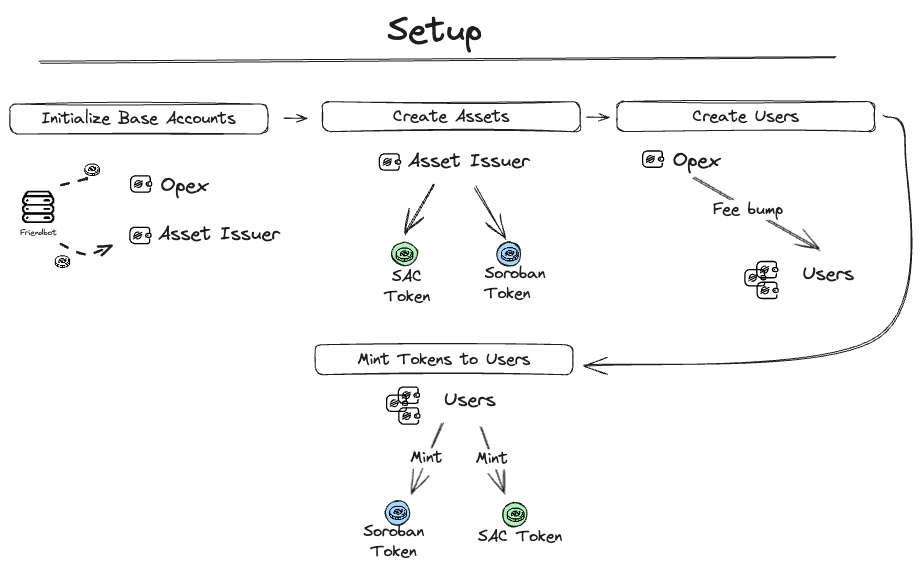 Setup
Initialize Base Accounts
Create Assets
Create Users
Friendbot
Opex
Asset Issuer
Asset Issuer
SAC
Token
Soroban
Token
Opex
Fee bump
Users
Mint Tokens to Users
Users
Mint
Mint
Soroban
Token
SAC Token